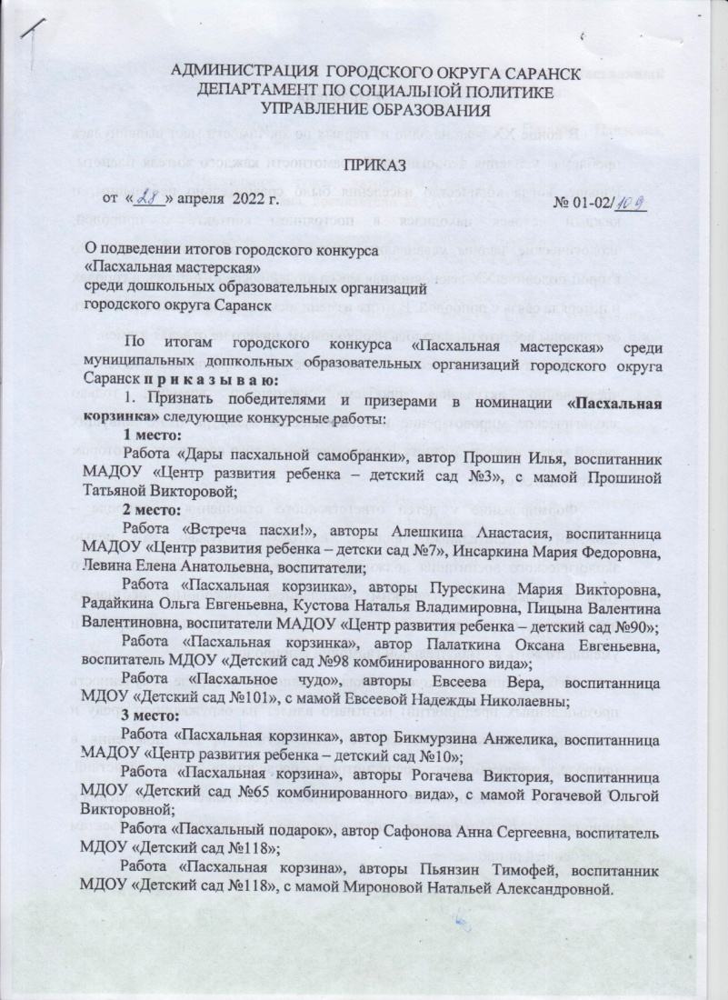 АДМИНИСТРАЦИЯ ГОРОДСКОГО ОКРУГА САРАНСК
ДЕПАРТАМЕНТ ПО СОЦИАЛЬНОЙ ПОЛИТИКЕ
УПРАВЛЕНИЕ ОБРАЗОВАНИЯ
ПРИКАЗ
от «28» апреля 2022 г. № 01-02/109
О подведении итогов городского конкурса
«Пасхальная мастерская»
среди дошкольных образовательных организаций
городского округа Саранск
По итогам городского конкурса «Пасхальная мастерская» среди
муниципальных дошкольных образовательных организаций городского округа
Саранск п р и к а з ы в а ю:
1. Признать победителями и призерами в номинации «Пасхальная
корзинка» следующие конкурсные работы:
1 место:
Работа «Дары пасхальной самобранки», автор Прошин Илья, воспитанник
МАДОУ «Центр развития ребенка – детский сад №3», с мамой Прошиной
Татьяной Викторовой;
2 место:
Работа «Встреча пасхи!», авторы Алешкина Анастасия, воспитанница
МАДОУ «Центр развития ребенка – детски сад №7», Инсаркина Мария Федоровна,
Левина Елена Анатольевна, воспитатели;
Работа «Пасхальная корзинка», авторы Пурескина Мария Викторовна,
Радайкина Ольга Евгеньевна, Кустова Наталья Владимировна, Пицына Валентина
Валентиновна, воспитатели МАДОУ «Центр развития ребенка – детский сад №90»;
Работа «Пасхальная корзинка», автор Палаткина Оксана Евгеньевна,
воспитатель МДОУ «Детский сад №98 комбинированного вида»;
Работа «Пасхальное чудо», авторы Евсеева Вера, воспитанница
МДОУ «Детский сад №101», с мамой Евсеевой Надежды Николаевны;
3 место:
Работа «Пасхальная корзинка», автор Бикмурзина Анжелика, воспитанница
МАДОУ «Центр развития ребенка – детский сад №10»;
Работа «Пасхальная корзина», авторы Рогачева Виктория, воспитанница
МДОУ «Детский сад №65 комбинированного вида», с мамой Рогачевой Ольгой
Викторовной;
Работа «Пасхальный подарок», автор Сафонова Анна Сергеевна, воспитатель
МДОУ «Детский сад №118»;
Работа «Пасхальная корзина», авторы Пьянзин Тимофей, воспитанник
МДОУ «Детский сад №118», с мамой Мироновой Натальей Александровной.